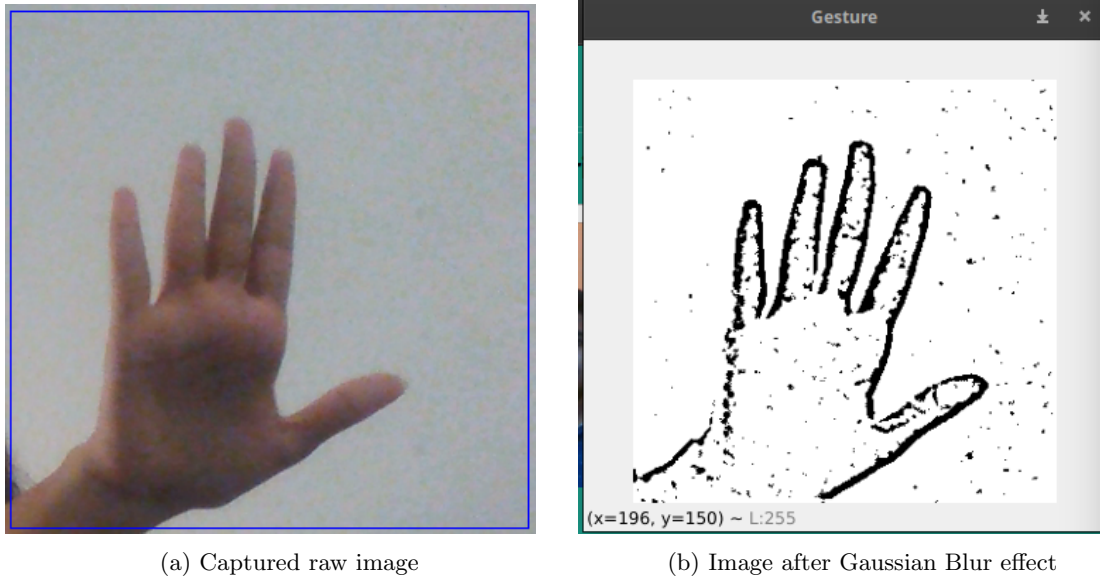 Gesture
(x=196, y=150) ~ L:255
(a) Captured raw image
(b) Image after Gaussian Blur effect